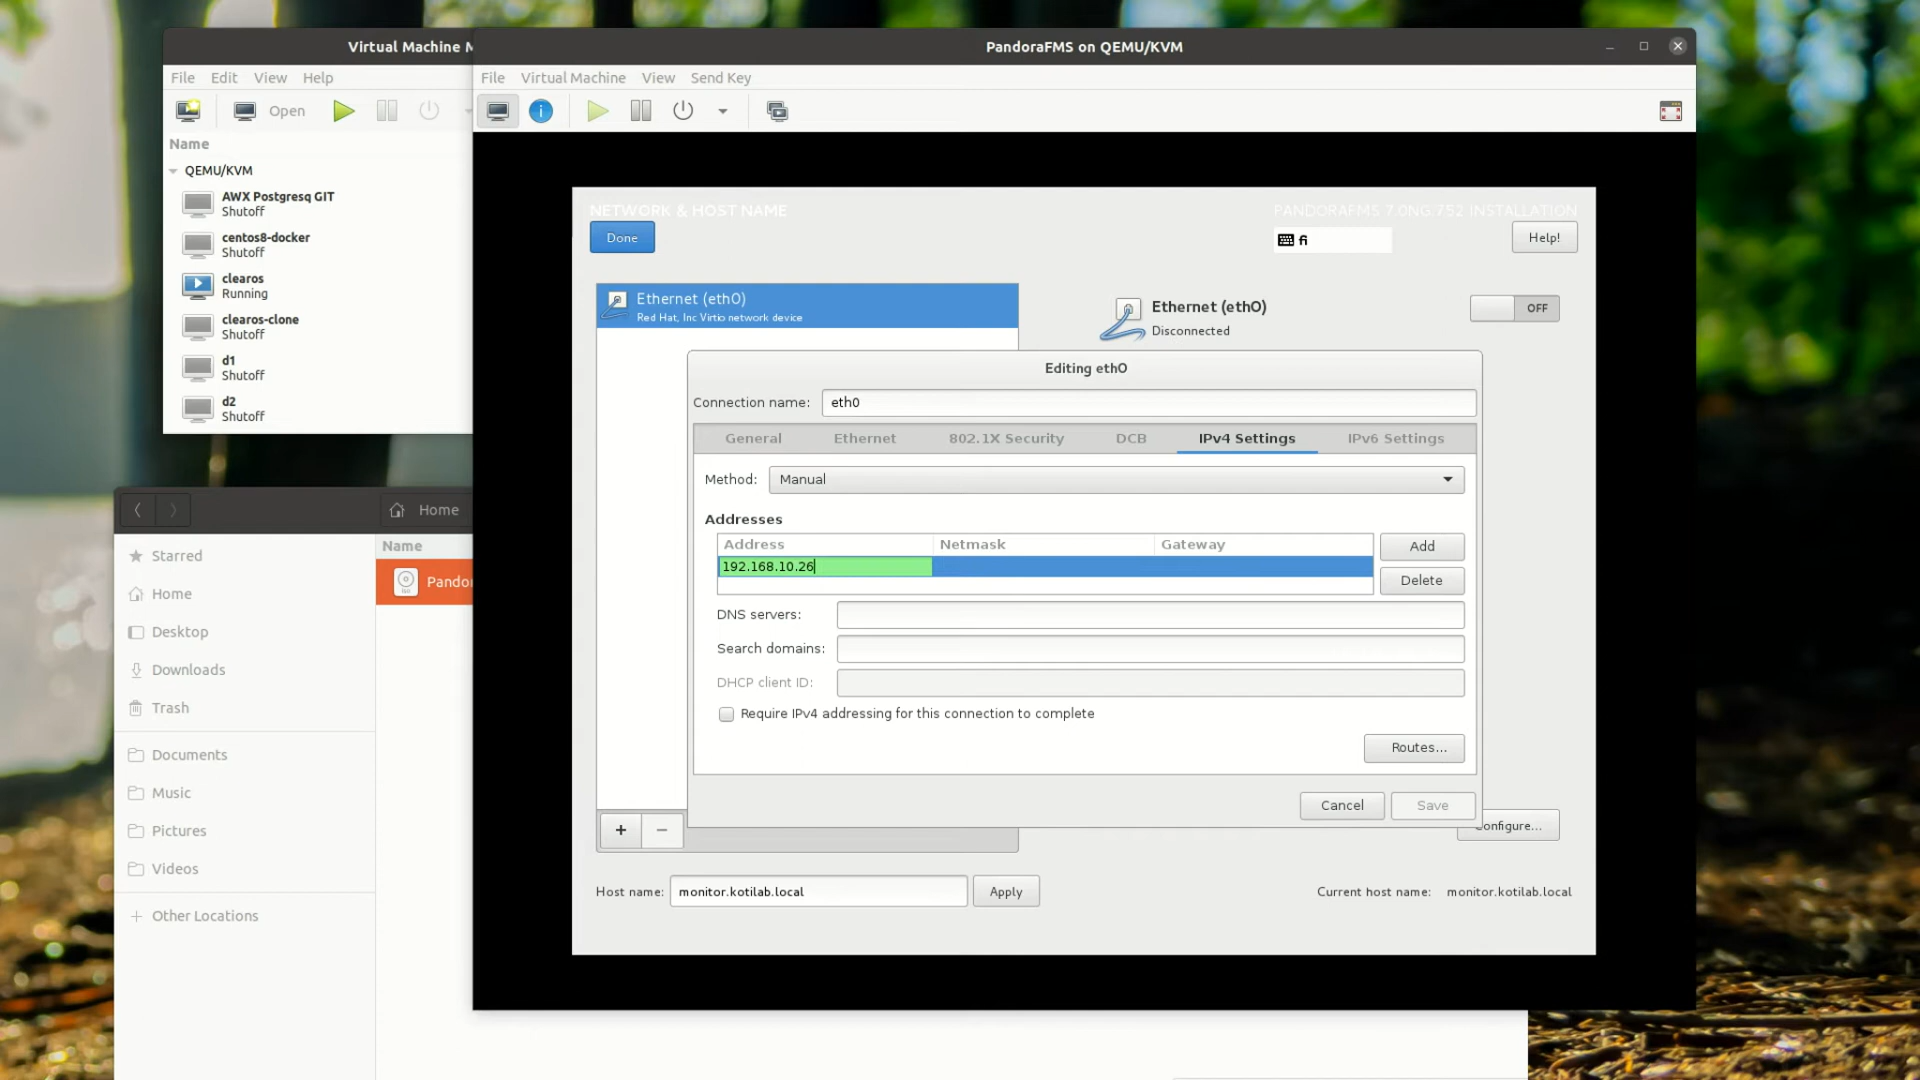 Virtual Machine M
File Edit View Help
Open
Name
QEMU/KVM
AWX Postgresq GIT
Shutoff
centos8-docker
Shutoff
clearos
Running
clearos-clone
Shutoff
d1
Shutoff
d2
Shutoff
Home
Name
Starred
Home
Desktop
Downloads
Trash
Documents
Music
Pictures
Videos
Other Locations
Pandor
PandoraFMS on QEMU/KVM
File Virtual Machine View Send Key
NETWORK & HOST NAME
PANDORAFMS 7.0NG.752 INSTALLATION
Done
fi
Help!
Ethernet (eth0)
Red Hat, Inc Virtio network device
Ethernet (eth0)
Disconnected
OFF
Editing eth0
Connection name: eth0
General Ethernet 802.1X Security DCB IPv4 Settings IPv6 Settings
Method: Manual
Addresses
Address Netmask Gateway
192.168.10.26
Add
Delete
DNS servers:
Search domains:
DHCP client ID:
Require IPv4 addressing for this connection to complete
Routes...
Cancel Save
Configure...
+ −
Host name: monitor.kotilab.local Apply
Current host name: monitor.kotilab.local